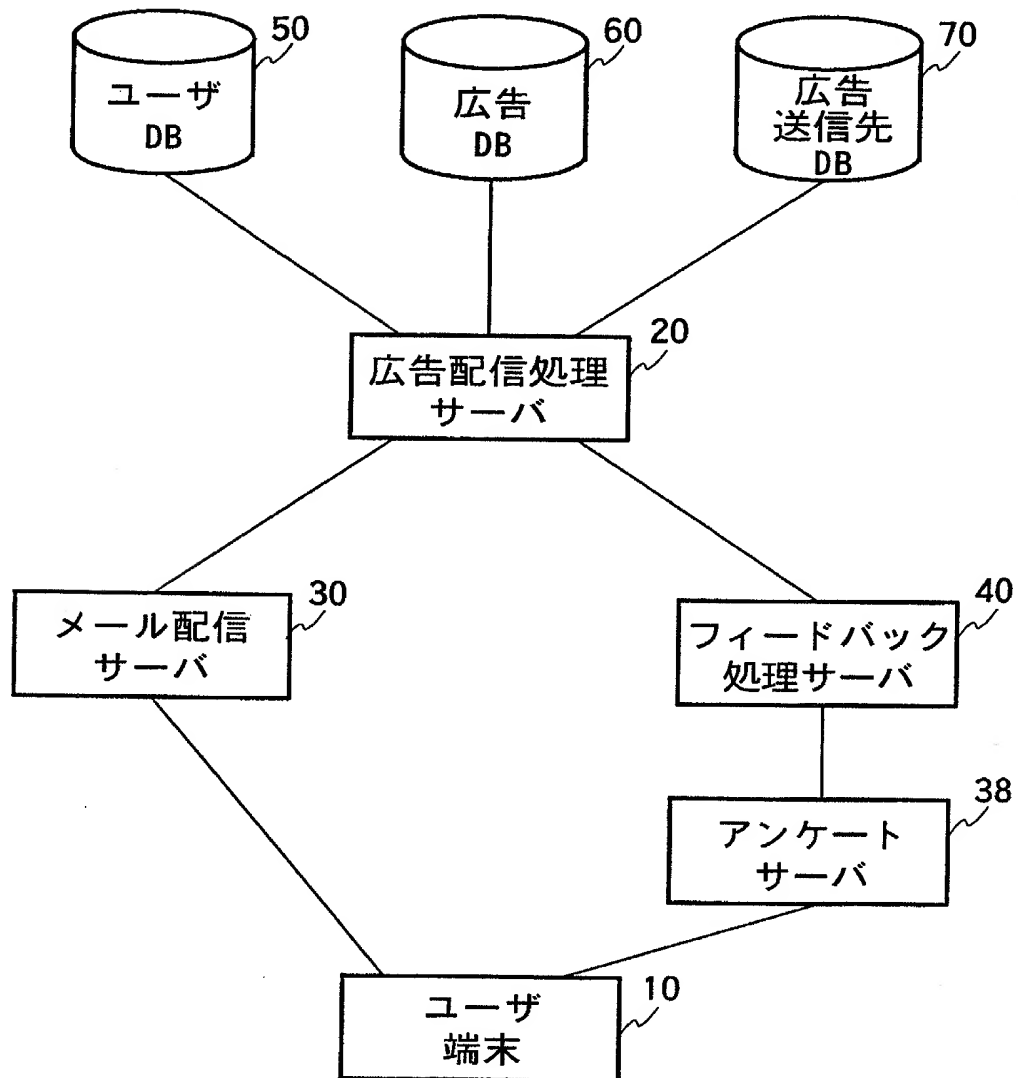 50
ユーザ
DB
60
広告
DB
70
広告
送信先
DB
20
広告配信処理
サーバ
30
メール配信
サーバ
40
フィードバック
処理サーバ
38
アンケート
サーバ
10
ユーザ
端末